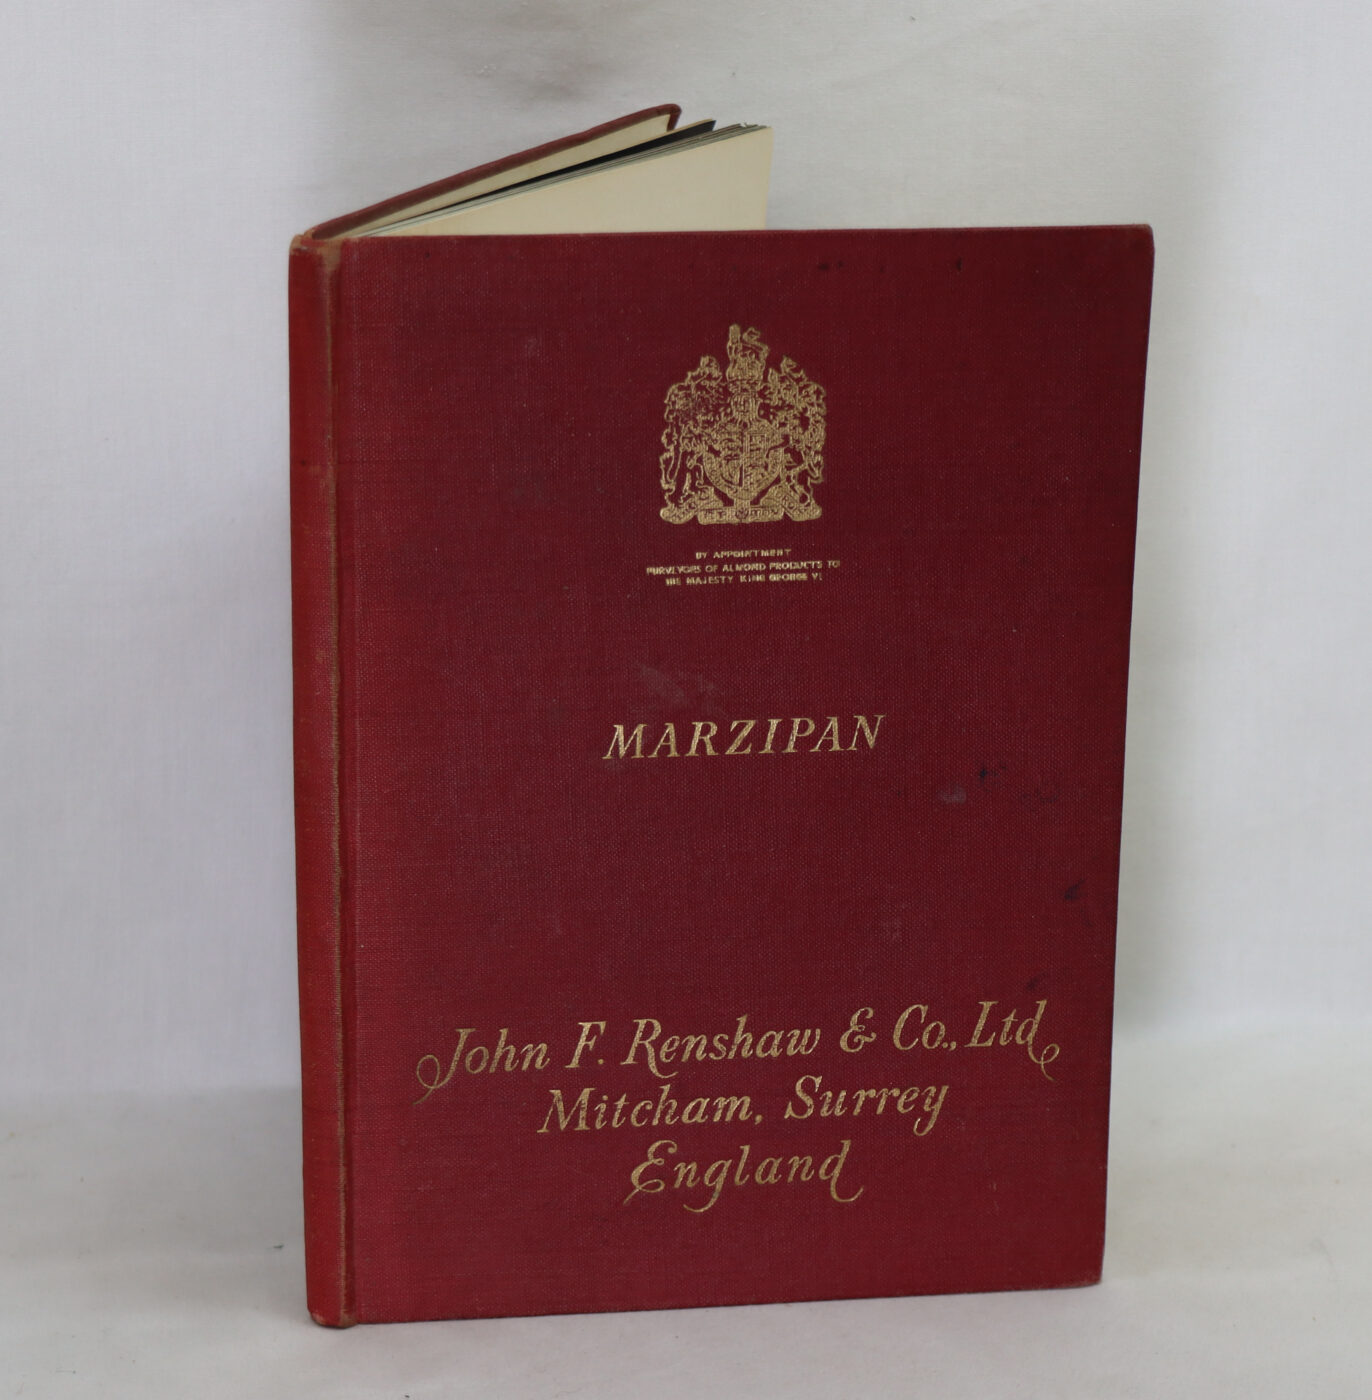 BY APPOINTMENT
PURVEYORS OF ALMOND PRODUCTS TO
HIS MAJESTY KING GEORGE VI
MARZIPAN
John F. Renshaw & Co., Ltd
Mitcham, Surrey
England